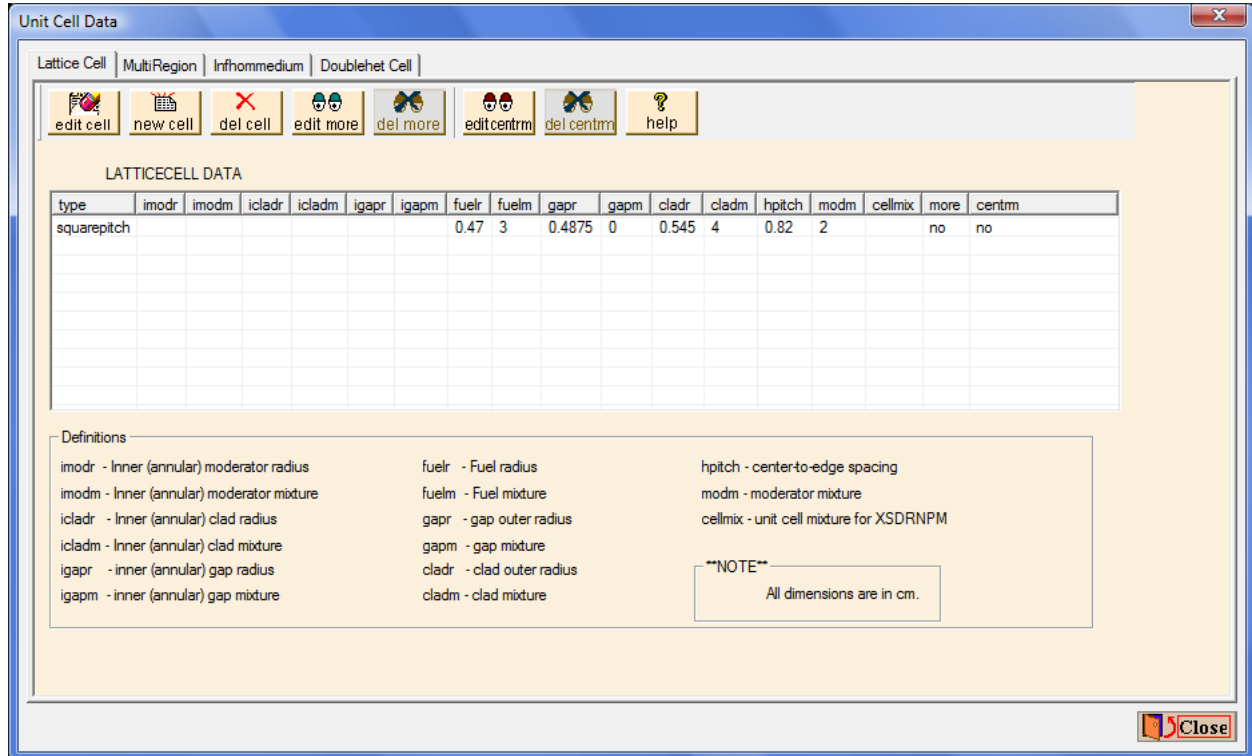 Unit Cell Data
Lattice Cell MultiRegion Infhommedium Doublehet Cell
edit cell new cell del cell edit more del more editcentrm del centrm help
LATTICECELL DATA
type imodr imodm icladr icladm igapr igapm fuelr fuelm gapr gapm cladr cladm hpitch modm cellmix more centrm
squarepitch 0.47 3 0.4875 0 0.545 4 0.82 2 no no
Definitions
imodr - Inner (annular) moderator radius fuelr - Fuel radius hpitch - center-to-edge spacing
imodm - Inner (annular) moderator mixture fuelm - Fuel mixture modm - moderator mixture
icladr - Inner (annular) clad radius gapr - gap outer radius cellmix - unit cell mixture for XSDRNPM
icladm - Inner (annular) clad mixture gapm - gap mixture
igapr - inner (annular) gap radius cladr - clad outer radius **NOTE**
igapm - inner (annular) gap mixture cladm - clad mixture All dimensions are in cm.
Close